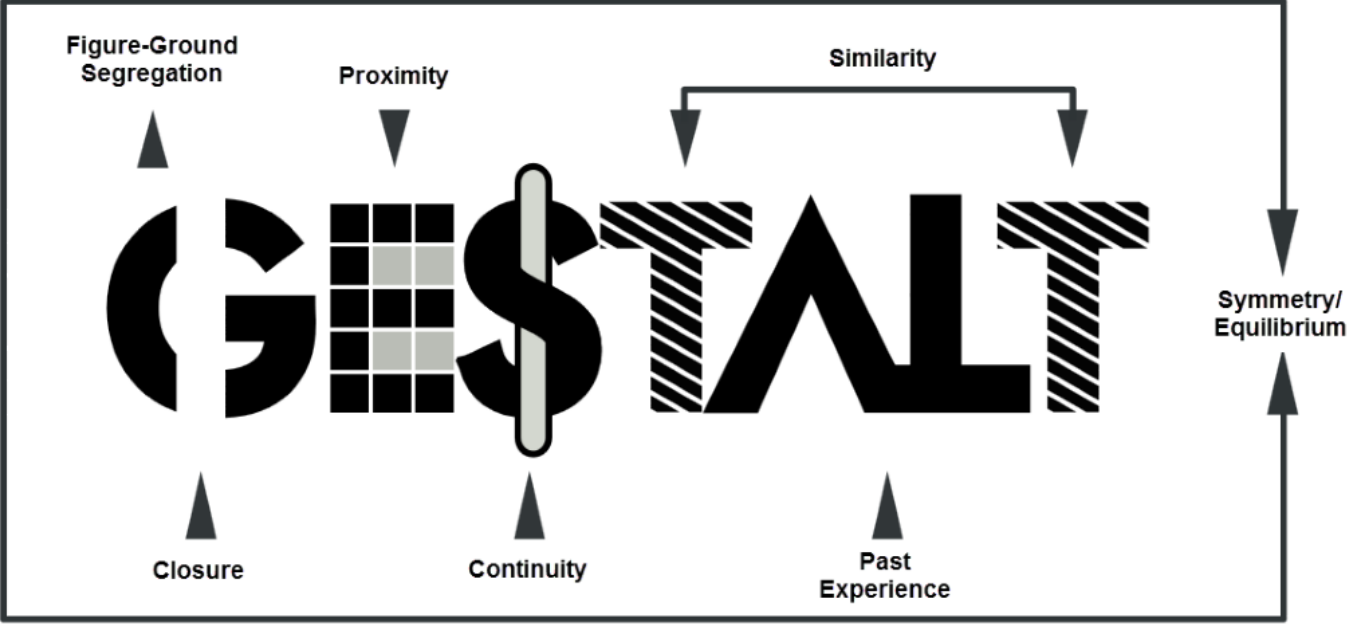 Figure-Ground
Segregation
Proximity
Similarity
GESTALT
Symmetry/
Equilibrium
Closure
Continuity
Past
Experience